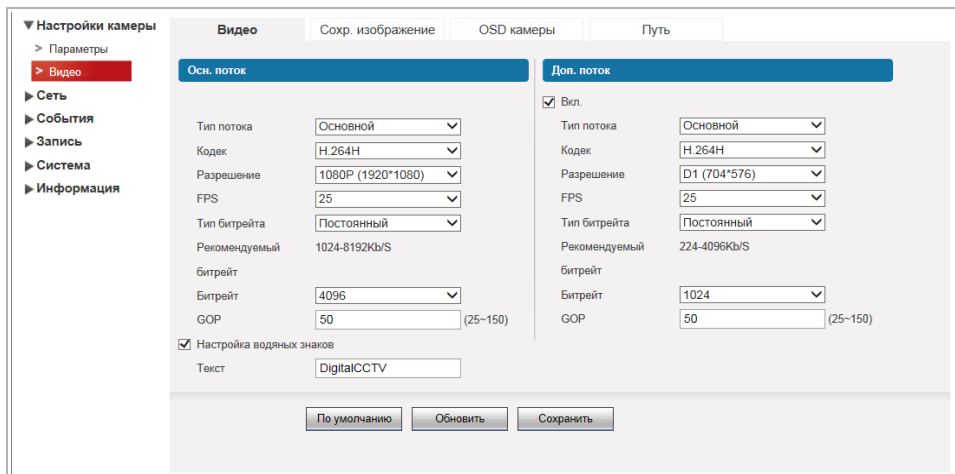 Настройки камеры
> Параметры
> Видео
Сеть
События
Запись
Система
Информация
Видео
Сохр. изображение
OSD камеры
Путь
Осн. поток
Тип потока Основной
Кодек H.264H
Разрешение 1080P (1920*1080)
FPS 25
Тип битрейта Постоянный
Рекомендуемый 1024-8192Kb/S
битрейт
Битрейт 4096
GOP 50 (25~150)
Настройка водяных знаков
Текст DigitalCCTV
Доп. поток
Вкл.
Тип потока Основной
Кодек H.264H
Разрешение D1 (704*576)
FPS 25
Тип битрейта Постоянный
Рекомендуемый 224-4096Kb/S
битрейт
Битрейт 1024
GOP 50 (25~150)
По умолчанию
Обновить
Сохранить